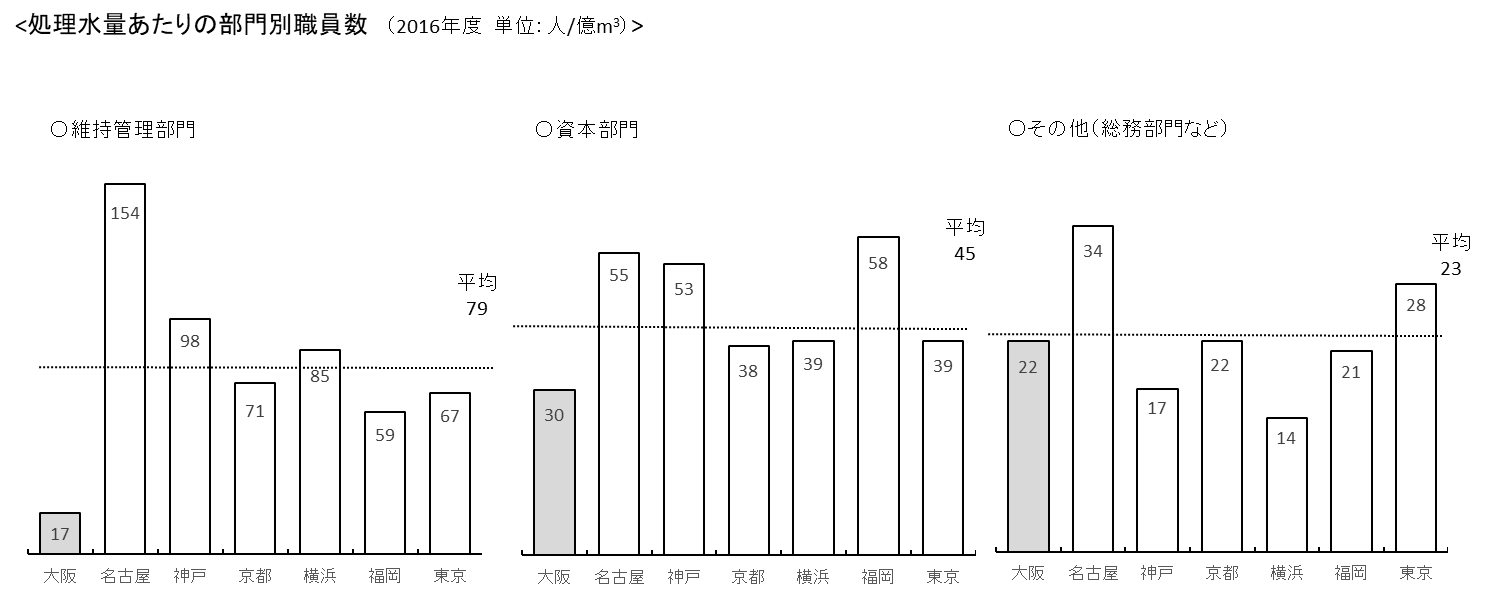 <処理水量あたりの部門別職員数 （2016年度 単位：人/億m³）>
○維持管理部門
平均
79
154
98
85
71
67
59
17
大阪 名古屋 神戸 京都 横浜 福岡 東京
○資本部門
平均
45
58
55
53
38
39
39
30
大阪 名古屋 神戸 京都 横浜 福岡 東京
○その他（総務部門など）
平均
23
34
28
22
22
21
17
14
大阪 名古屋 神戸 京都 横浜 福岡 東京